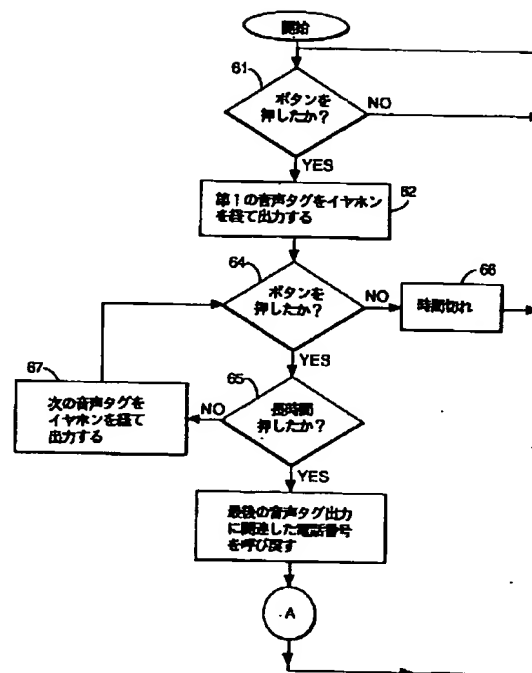 開始
61
ボタンを
押したか?
NO
YES
62
第1の音声タグをイヤホン
を経て出力する
64
ボタンを
押したか?
NO
66
時間切れ
YES
67
次の音声タグを
イヤホンを経て
出力する
NO
65
長時間
押したか?
YES
最後の音声タグ出力
に関連した電話番号
を呼び戻す
A